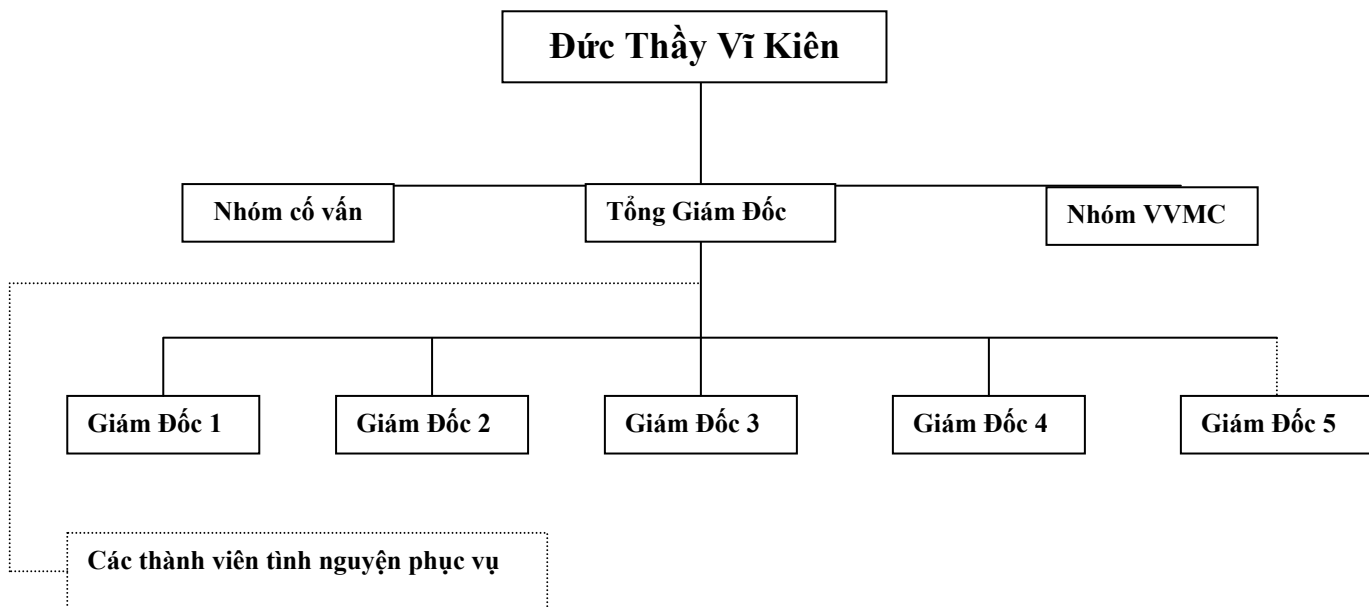 Đức Thầy Vĩ Kiên
Nhóm cố vấn
Tổng Giám Đốc
Nhóm VVMC
Giám Đốc 1
Giám Đốc 2
Giám Đốc 3
Giám Đốc 4
Giám Đốc 5
Các thành viên tình nguyện phục vụ